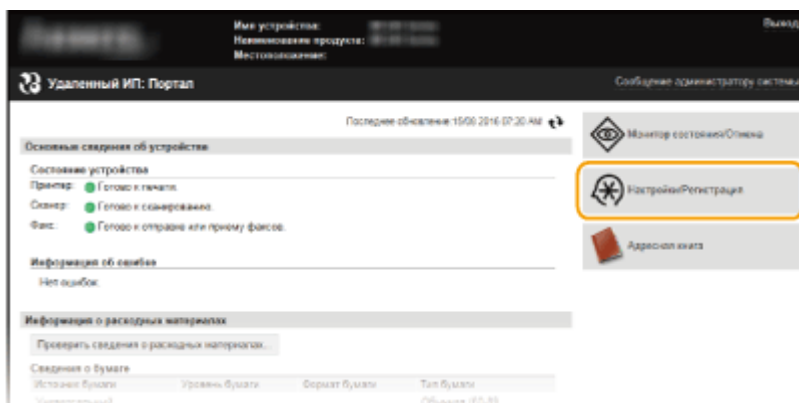 Имя устройства:
Наименование продукта:
Местоположение:
Выход
Удаленный ИП: Портал
Сообщение администратору системы
Последнее обновление:15/08 2016 07:20 AM
Основные сведения об устройстве
Состояние устройства
Принтер: Готово к печати.
Сканер: Готово к сканированию.
Факс: Готово к отправке или приему факсов.
Информация об ошибке
Нет ошибок.
Информация о расходных материалах
Проверить сведения о расходных материалах...
Сведения о бумаге
Источник бумаги Уровень бумаги Формат бумаги Тип бумаги
Монитор состояния/Отмена
Настройки/Регистрация
Адресная книга